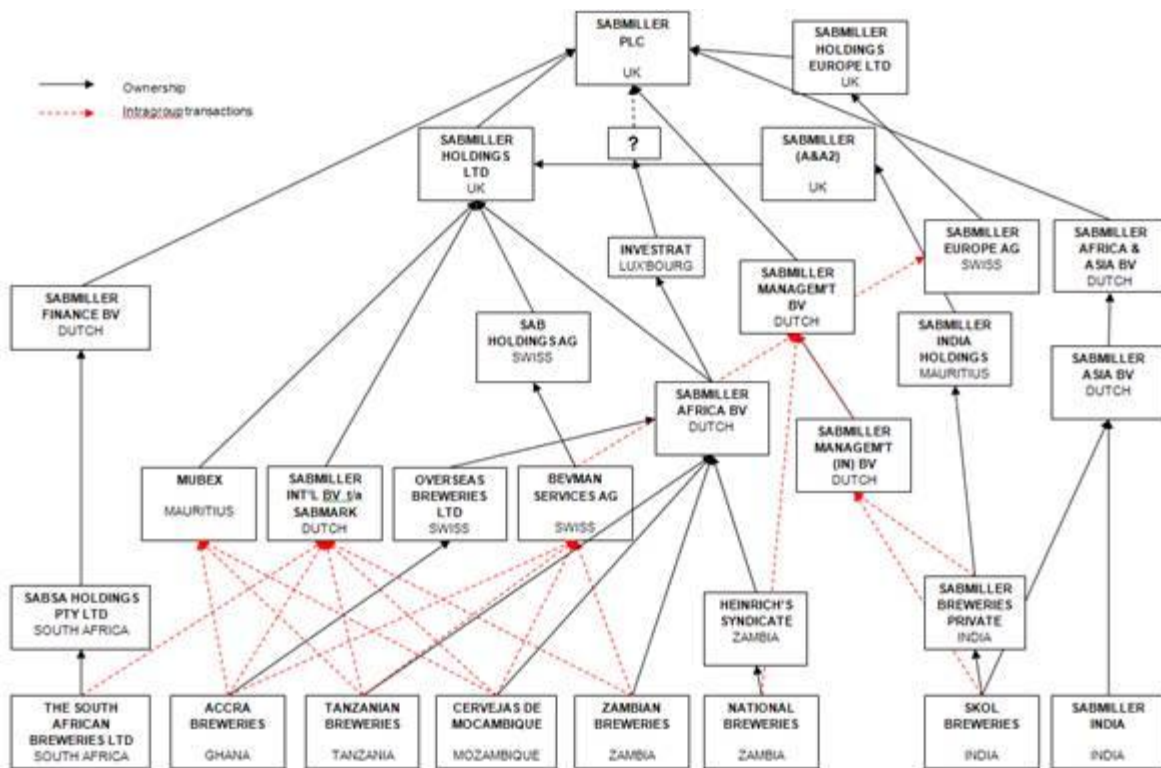 SABMILLER
PLC
UK
SABMILLER
HOLDINGS
EUROPE LTD
UK
Ownership
Intragroup transactions
SABMILLER
HOLDINGS
LTD
UK
?
SABMILLER
(A&A2)
UK
INVESTRAT
LUX'BOURG
SABMILLER
MANAGEM'T
BV
DUTCH
SABMILLER
EUROPE AG
SWISS
SABMILLER
AFRICA &
ASIA BV
DUTCH
SABMILLER
FINANCE BV
DUTCH
SAB
HOLDINGS AG
SWISS
SABMILLER
INDIA
HOLDINGS
MAURITIUS
SABMILLER
ASIA BV
DUTCH
SABMILLER
AFRICA BV
DUTCH
SABMILLER
MANAGEM'T
(IN) BV
DUTCH
MUBEX
MAURITIUS
SABMILLER
INT'L BV t/a
SABMARK
DUTCH
OVERSEAS
BREWERIES
LTD
SWISS
BEVMAN
SERVICES AG
SWISS
SABSA HOLDINGS
PTY LTD
SOUTH AFRICA
HEINRICH'S
SYNDICATE
ZAMBIA
SABMILLER
BREWERIES
PRIVATE
INDIA
THE SOUTH
AFRICAN
BREWERIES LTD
SOUTH AFRICA
ACCRA
BREWERIES
GHANA
TANZANIAN
BREWERIES
TANZANIA
CERVEJAS DE
MOCAMBIQUE
MOZAMBIQUE
ZAMBIAN
BREWERIES
ZAMBIA
NATIONAL
BREWERIES
ZAMBIA
SKOL
BREWERIES
INDIA
SABMILLER
INDIA
INDIA